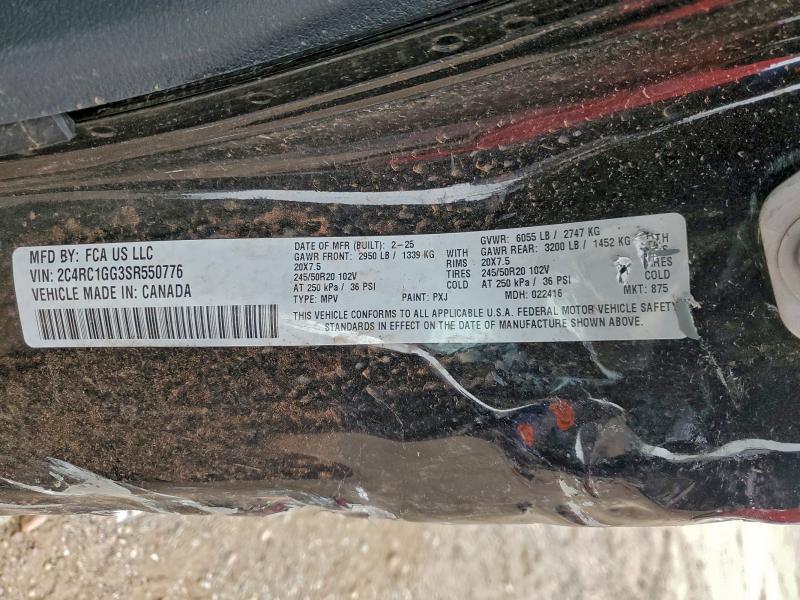 MFD BY: FCA US LLC
VIN: 2C4RC1GG3SR550776
VEHICLE MADE IN: CANADA
DATE OF MFR (BUILT): 2-25
GAWR FRONT: 2950 LB / 1339 KG WITH
20X7.5 RIMS
245/50R20 102V TIRES
AT 250 kPa / 36 PSI COLD
TYPE: MPV PAINT: PXJ
GVWR: 6055 LB / 2747 KG
GAWR REAR: 3200 LB / 1452 KG
20X7.5
245/50R20 102V TIRES
AT 250 kPa / 36 PSI COLD
MDH: 022416 MKT: 875
THIS VEHICLE CONFORMS TO ALL APPLICABLE U.S.A. FEDERAL MOTOR VEHICLE SAFETY
STANDARDS IN EFFECT ON THE DATE OF MANUFACTURE SHOWN ABOVE.